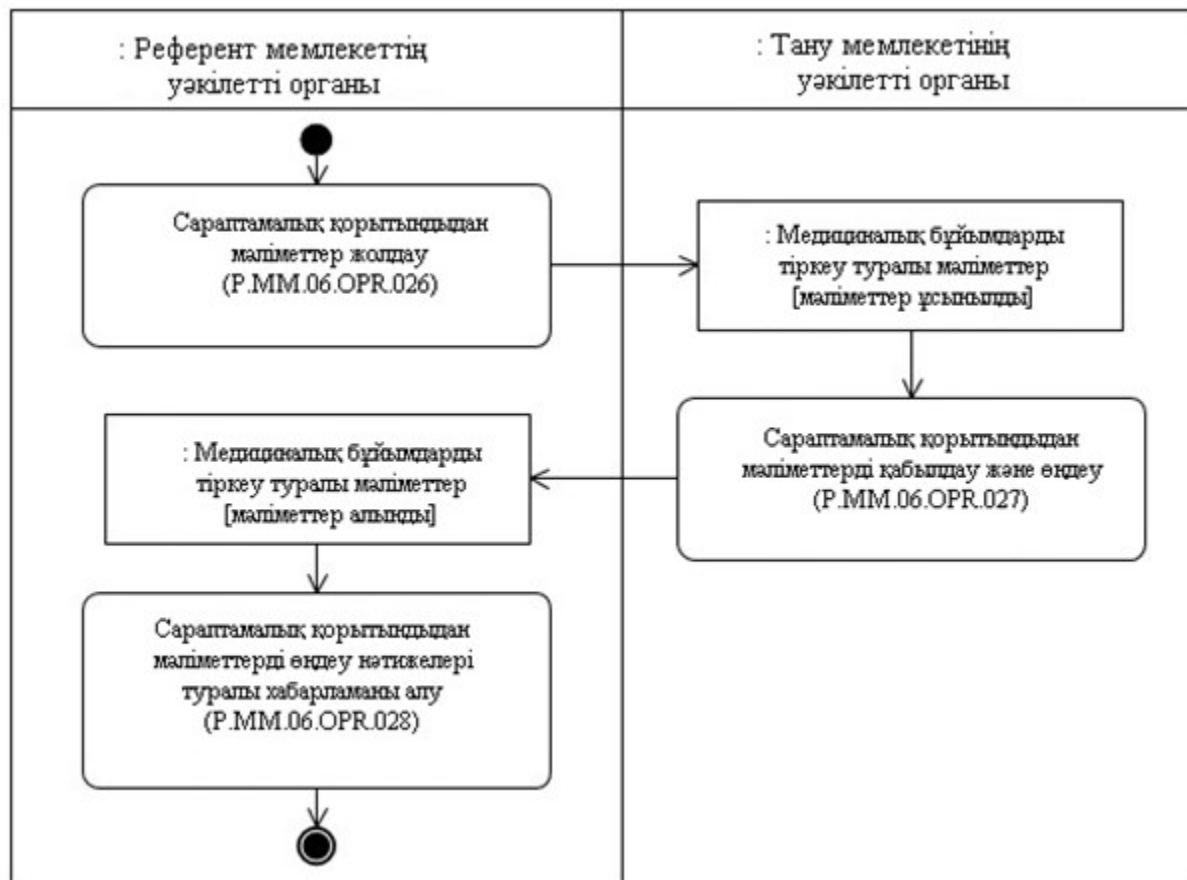 : Референт мемлекеттің
уәкілетті органы
: Тану мемлекетінің
уәкілетті органы
Сараптамалық қорытындыдан
мәліметтер жолдау
(P.MM.06.OPR.026)
: Медициналық бұйымдарды
тіркеу туралы мәліметтер
[мәліметтер ұсынылды]
Сараптамалық қорытындыдан
мәліметтерді қабылдау және өңдеу
(P.MM.06.OPR.027)
: Медициналық бұйымдарды
тіркеу туралы мәліметтер
[мәліметтер алынды]
Сараптамалық қорытындыдан
мәліметтерді өңдеу нәтижелері
туралы хабарламаны алу
(P.MM.06.OPR.028)